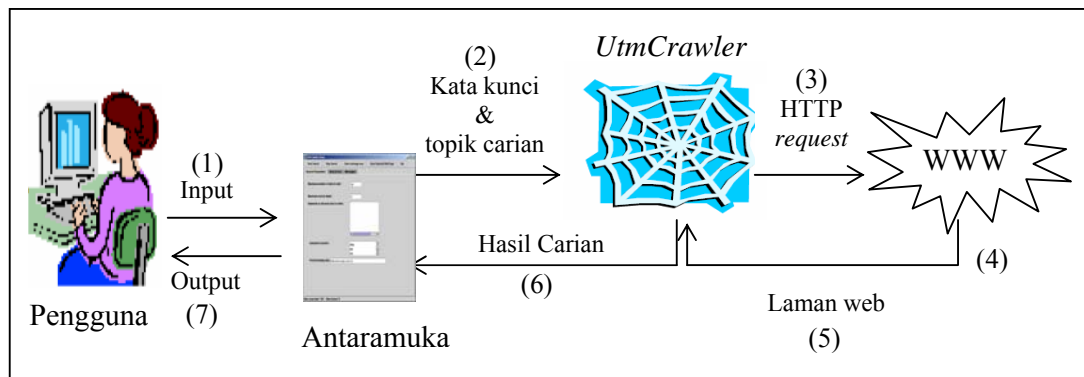 UtmCrawler
(2)
Kata kunci
&
topik carian
(3)
HTTP
request
WWW
(1)
Input
Output
(7)
Hasil Carian
(6)
(4)
Laman web
(5)
Pengguna
Antaramuka